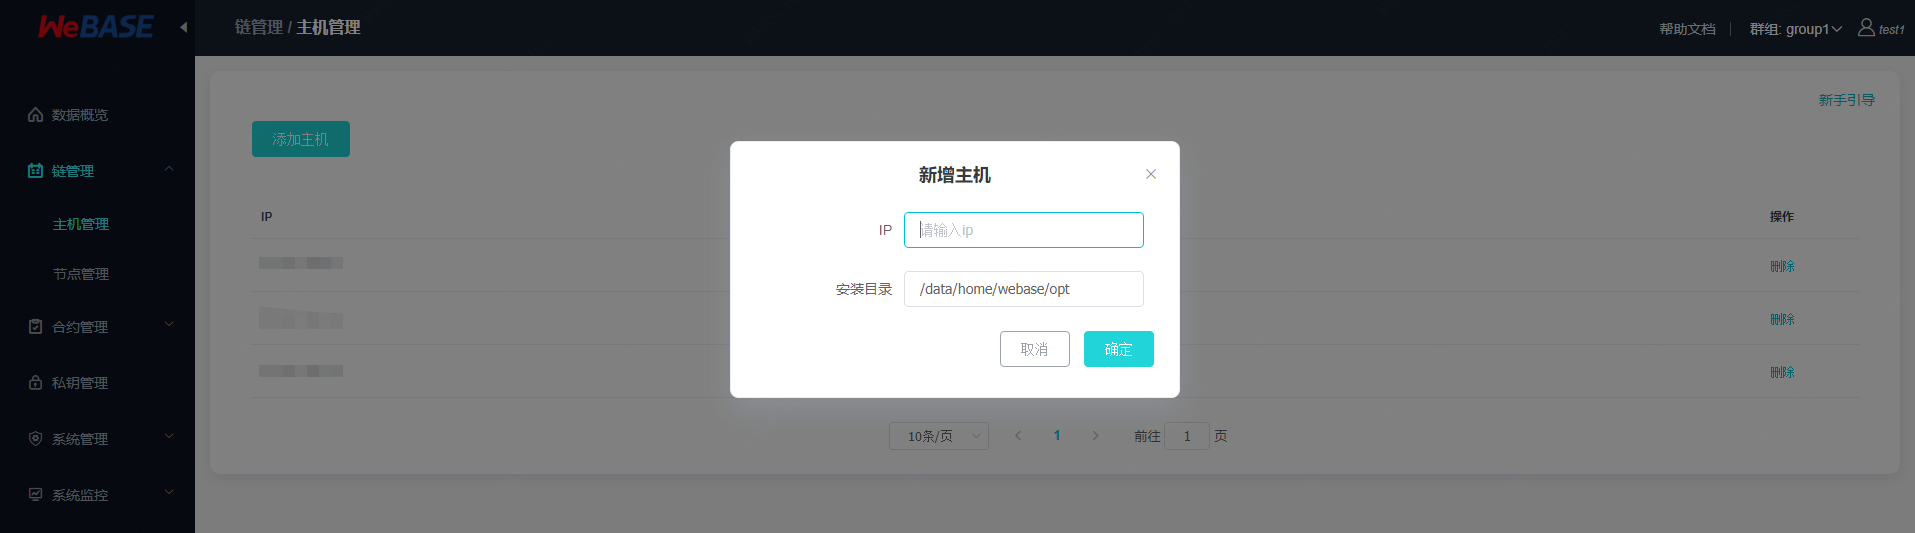 WeBASE
链管理 / 主机管理
帮助文档
群组: group1
test1
数据概览
链管理
主机管理
节点管理
合约管理
私钥管理
系统管理
系统监控
新手引导
添加主机
IP
操作
删除
删除
删除
新增主机
IP
请输入ip
安装目录
/data/home/webase/opt
取消
确定
10条/页
1
前往 1 页